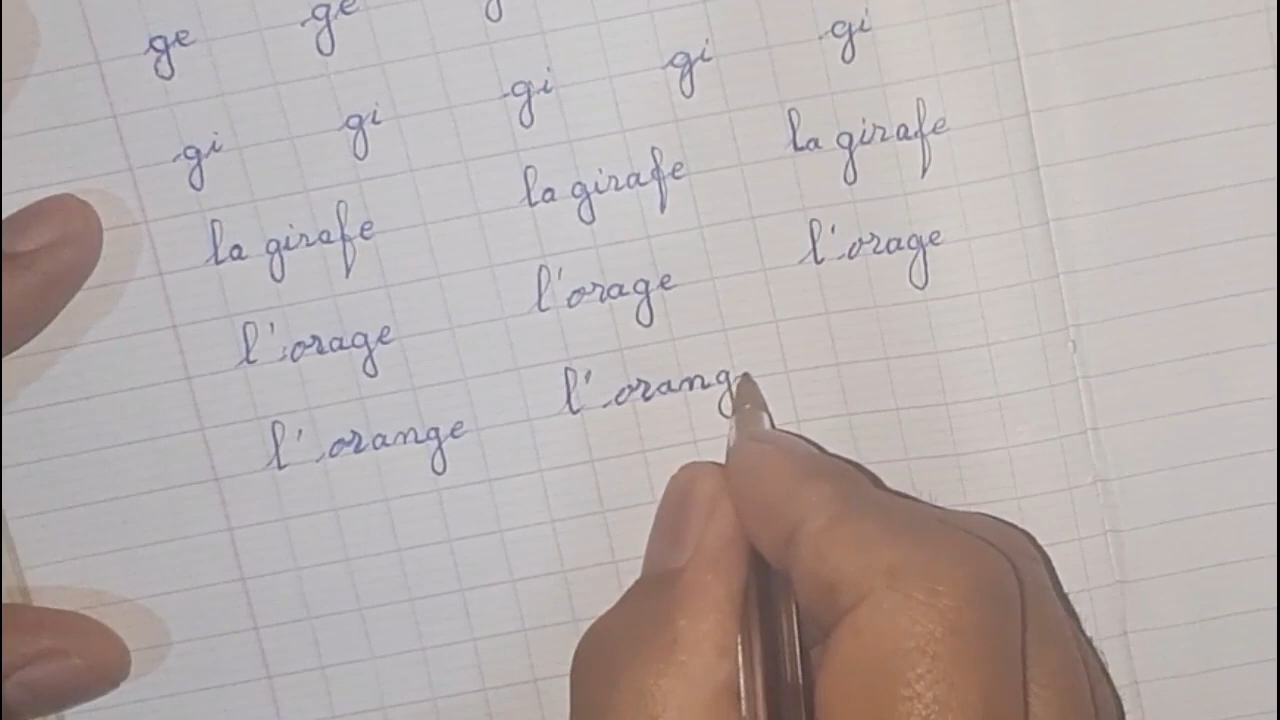 ge ge g
gi gi gi gi gi
la girafe la girafe la girafe
l'orage l'orage l'orage
l'orange l'orang